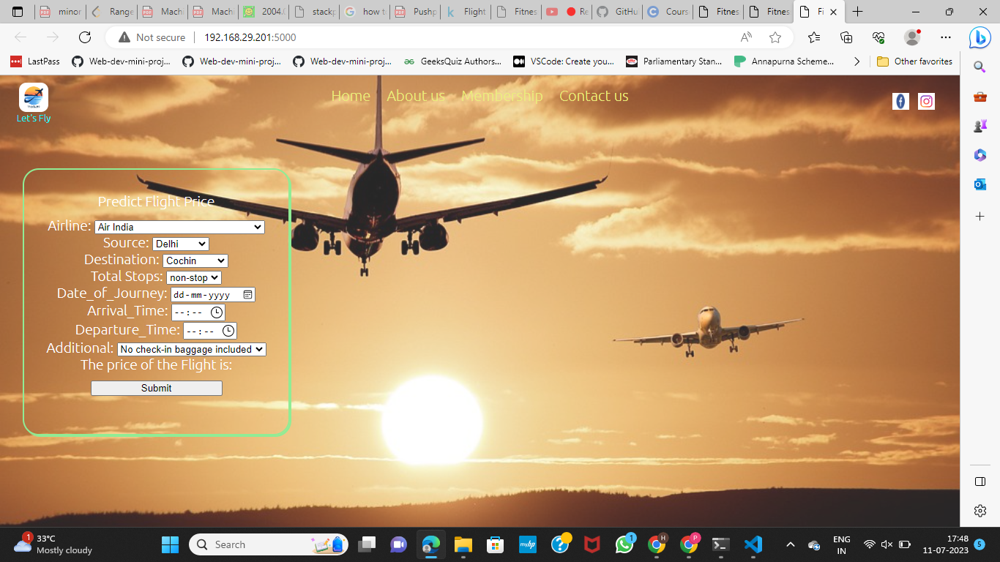 minor
Range
Machi
Machi
2004.0
stackp
how t
Pushp
Flight
Fitnes
Re
GitHu
Cours
Fitnes
Fitnes
Fi
Not secure 192.168.29.201:5000
LastPass
Web-dev-mini-proj...
Web-dev-mini-proj...
Web-dev-mini-proj...
GeeksQuiz Authors...
VSCode: Create you...
Parliamentary Stan...
Annapurna Scheme...
Other favorites
Let's Fly
Home About us Membership Contact us
Predict Flight Price
Airline: Air India
Source: Delhi
Destination: Cochin
Total Stops: non-stop
Date_of_Journey: dd-mm-yyyy
Arrival_Time: --:--
Departure_Time: --:--
Additional: No check-in baggage included
The price of the Flight is:
Submit
1
33°C
Mostly cloudy
Search
myhp
1
H
P
ENG
IN
17:48
11-07-2023
5